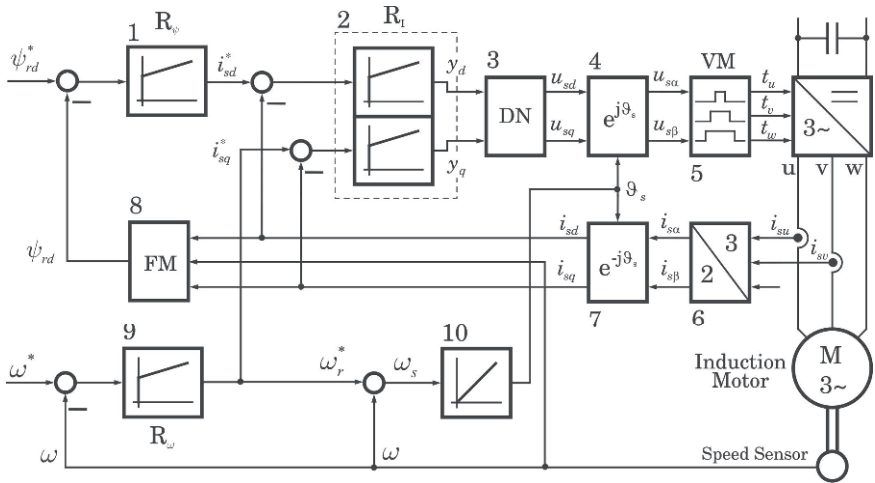 1 R_ψ
2 R_I
ψ*_rd
i*_sd
y_d
3
4
VM
u_sd
u_sα
t_u
DN
e^jϑ_s
t_v
u_sq
u_sβ
t_w
3~
i*_sq
y_q
5
u v w
ϑ_s
8
ψ_rd
FM
i_sd
i_sα
3
i_su
e^-jϑ_s
i_sv
i_sq
i_sβ
2
7
6
9
10
ω*
ω*_r
ω_s
Induction
Motor
M
3~
R_ω
ω
ω
Speed Sensor